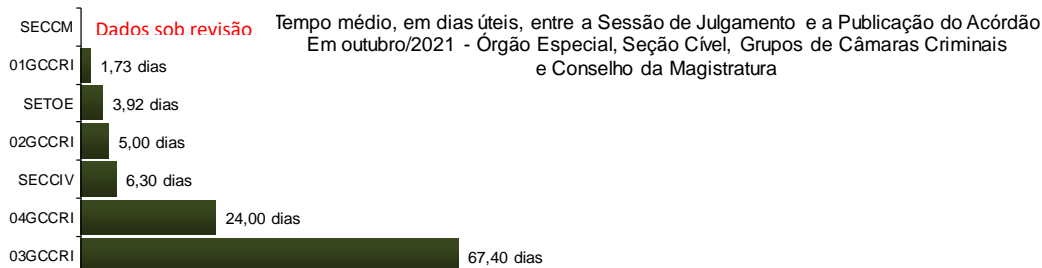 Tempo médio, em dias úteis, entre a Sessão de Julgamento e a Publicação do Acórdão
Em outubro/2021 - Órgão Especial, Seção Cível, Grupos de Câmaras Criminais
e Conselho da Magistratura
SECCM Dados sob revisão
01GCCRI 1,73 dias
SETOE 3,92 dias
02GCCRI 5,00 dias
SECCIV 6,30 dias
04GCCRI 24,00 dias
03GCCRI 67,40 dias